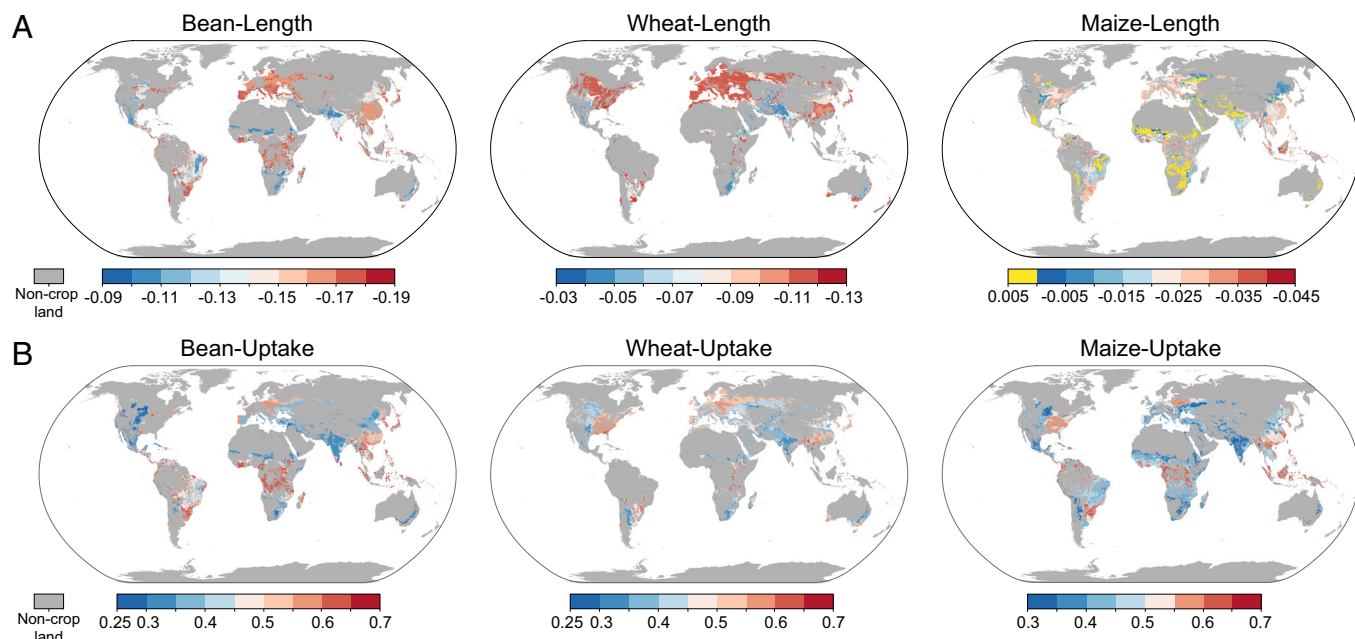 A
Bean-Length
Wheat-Length
Maize-Length
Non-crop
land
-0.09 -0.11 -0.13 -0.15 -0.17 -0.19
-0.03 -0.05 -0.07 -0.09 -0.11 -0.13
0.005 -0.005 -0.015 -0.025 -0.035 -0.045
B
Bean-Uptake
Wheat-Uptake
Maize-Uptake
Non-crop
land
0.25 0.3 0.4 0.5 0.6 0.7
0.25 0.3 0.4 0.5 0.6 0.7
0.3 0.4 0.5 0.6 0.7